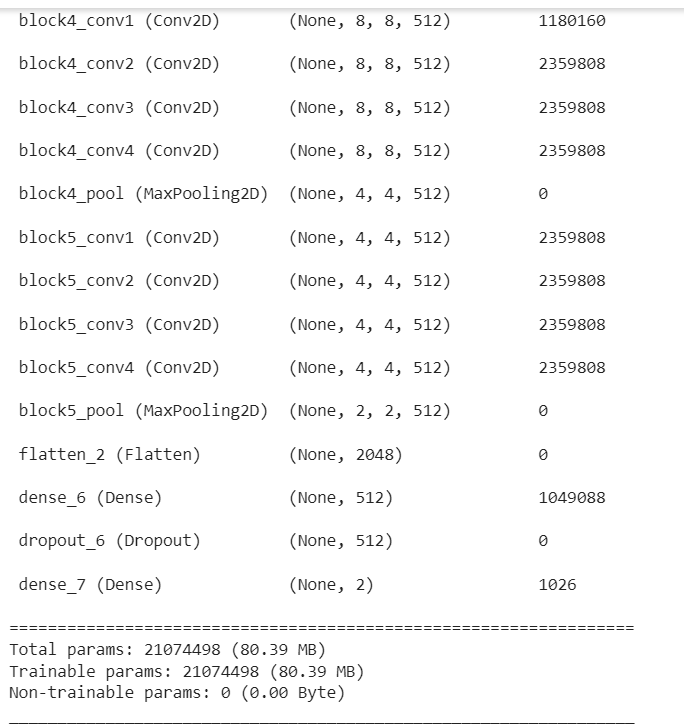 block4_conv1 (Conv2D) (None, 8, 8, 512) 1180160
block4_conv2 (Conv2D) (None, 8, 8, 512) 2359808
block4_conv3 (Conv2D) (None, 8, 8, 512) 2359808
block4_conv4 (Conv2D) (None, 8, 8, 512) 2359808
block4_pool (MaxPooling2D) (None, 4, 4, 512) 0
block5_conv1 (Conv2D) (None, 4, 4, 512) 2359808
block5_conv2 (Conv2D) (None, 4, 4, 512) 2359808
block5_conv3 (Conv2D) (None, 4, 4, 512) 2359808
block5_conv4 (Conv2D) (None, 4, 4, 512) 2359808
block5_pool (MaxPooling2D) (None, 2, 2, 512) 0
flatten_2 (Flatten) (None, 2048) 0
dense_6 (Dense) (None, 512) 1049088
dropout_6 (Dropout) (None, 512) 0
dense_7 (Dense) (None, 2) 1026
=================================================================
Total params: 21074498 (80.39 MB)
Trainable params: 21074498 (80.39 MB)
Non-trainable params: 0 (0.00 Byte)
_________________________________________________________________